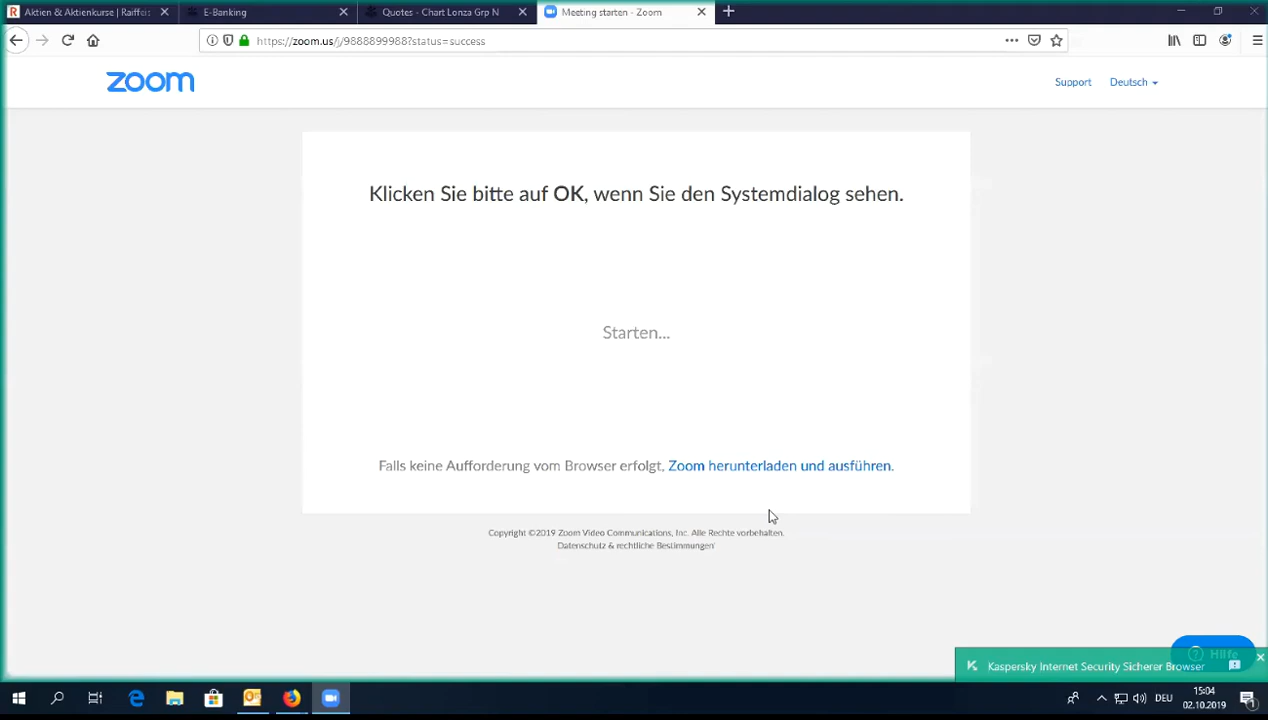 Aktien & Aktienkurse | Raiffei
E-Banking
Quotes - Chart Lonza Grp N
Meeting starten - Zoom
https://zoom.us/j/9888899988?status=success
zoom
Support
Deutsch
Klicken Sie bitte auf OK, wenn Sie den Systemdialog sehen.
Starten...
Falls keine Aufforderung vom Browser erfolgt, Zoom herunterladen und ausführen.
Copyright ©2019 Zoom Video Communications, Inc. Alle Rechte vorbehalten.
Datenschutz & rechtliche Bestimmungen
Hilfe
Kaspersky Internet Security Sicherer Browser
DEU
15:04
02.10.2019